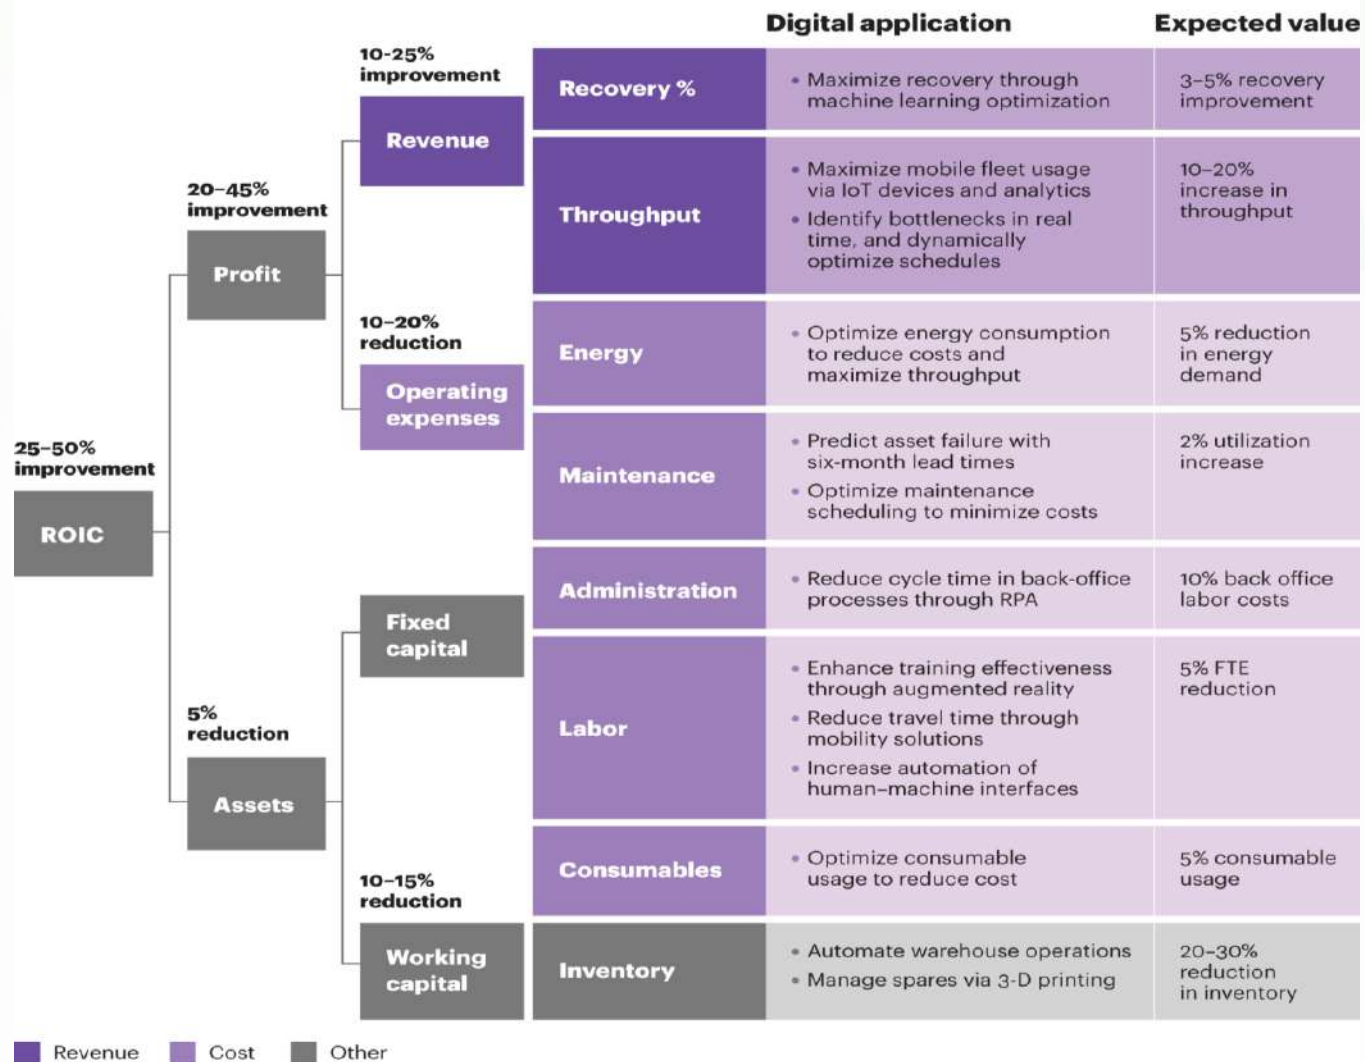 Digital application
Expected value
25–50%
improvement
ROIC
20–45%
improvement
Profit
5%
reduction
Assets
10-25%
improvement
Revenue
10–20%
reduction
Operating
expenses
Fixed
capital
10–15%
reduction
Working
capital
Recovery %
• Maximize recovery through
machine learning optimization
3–5% recovery
improvement
Throughput
• Maximize mobile fleet usage
via IoT devices and analytics
• Identify bottlenecks in real
time, and dynamically
optimize schedules
10–20%
increase in
throughput
Energy
• Optimize energy consumption
to reduce costs and
maximize throughput
5% reduction
in energy
demand
Maintenance
• Predict asset failure with
six-month lead times
• Optimize maintenance
scheduling to minimize costs
2% utilization
increase
Administration
• Reduce cycle time in back-office
processes through RPA
10% back office
labor costs
Labor
• Enhance training effectiveness
through augmented reality
• Reduce travel time through
mobility solutions
• Increase automation of
human–machine interfaces
5% FTE
reduction
Consumables
• Optimize consumable
usage to reduce cost
5% consumable
usage
Inventory
• Automate warehouse operations
• Manage spares via 3-D printing
20–30%
reduction
in inventory
Revenue
Cost
Other